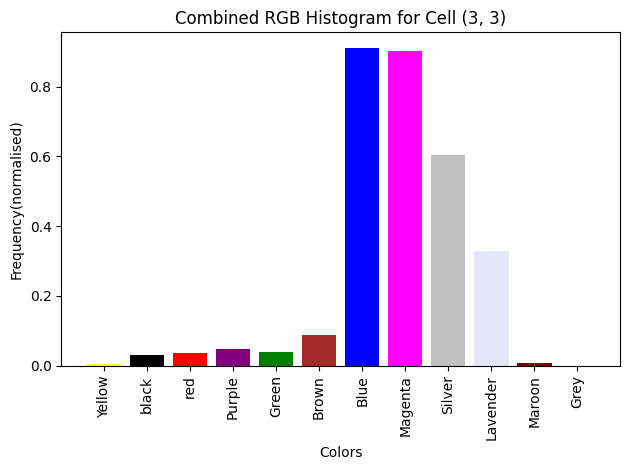 Combined RGB Histogram for Cell (3, 3)
Frequency(normalised)
0.8
0.6
0.4
0.2
0.0
Yellow
black
red
Purple
Green
Brown
Blue
Magenta
Silver
Lavender
Maroon
Grey
Colors